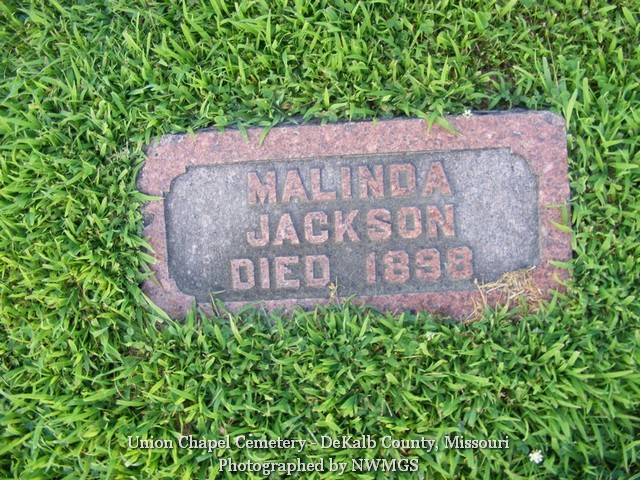 MALINDA
JACKSON
DIED 1898
Union Chapel Cemetery - DeKalb County, Missouri
Photographed by NWMGS